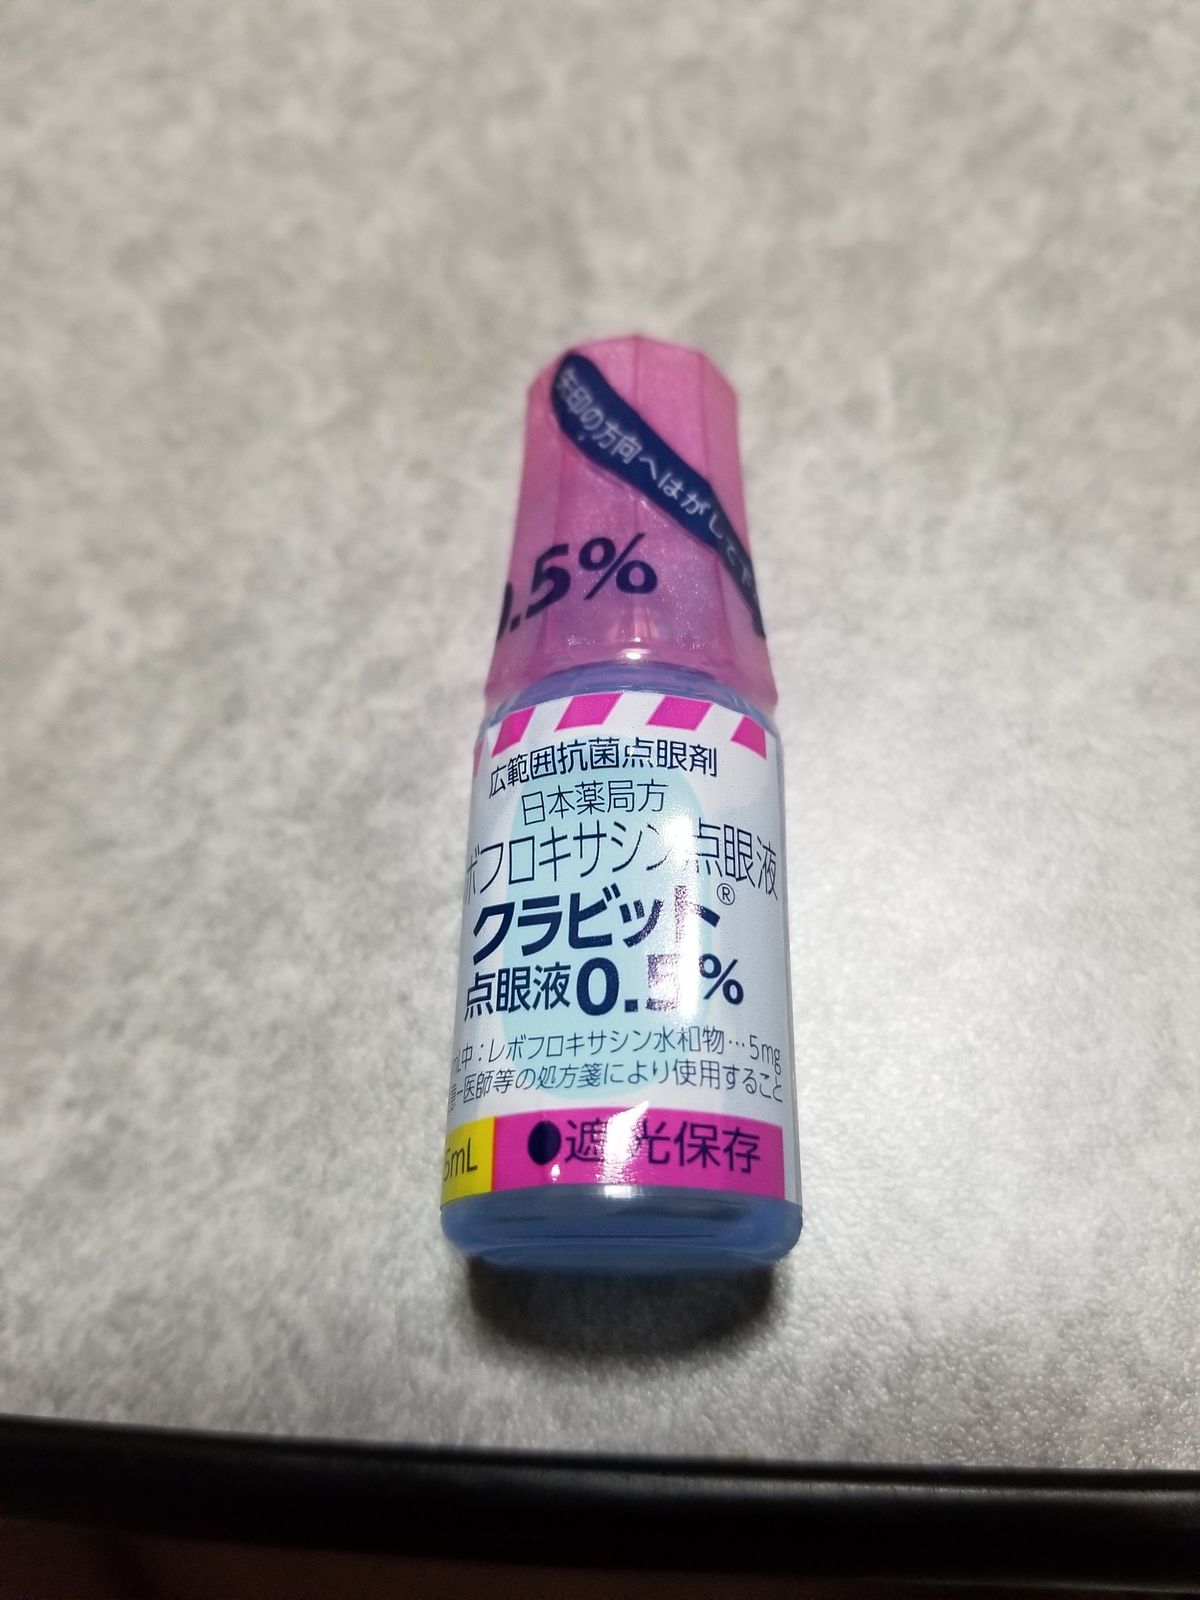 矢印の方向へはがして下
0.5%
広範囲抗菌点眼剤
日本薬局方
ボフロキサシン点眼液
クラビット®
点眼液0.5%
mL中:レボフロキサシン水和物…5mg
意-医師等の処方箋により使用すること
5mL
●遮光保存